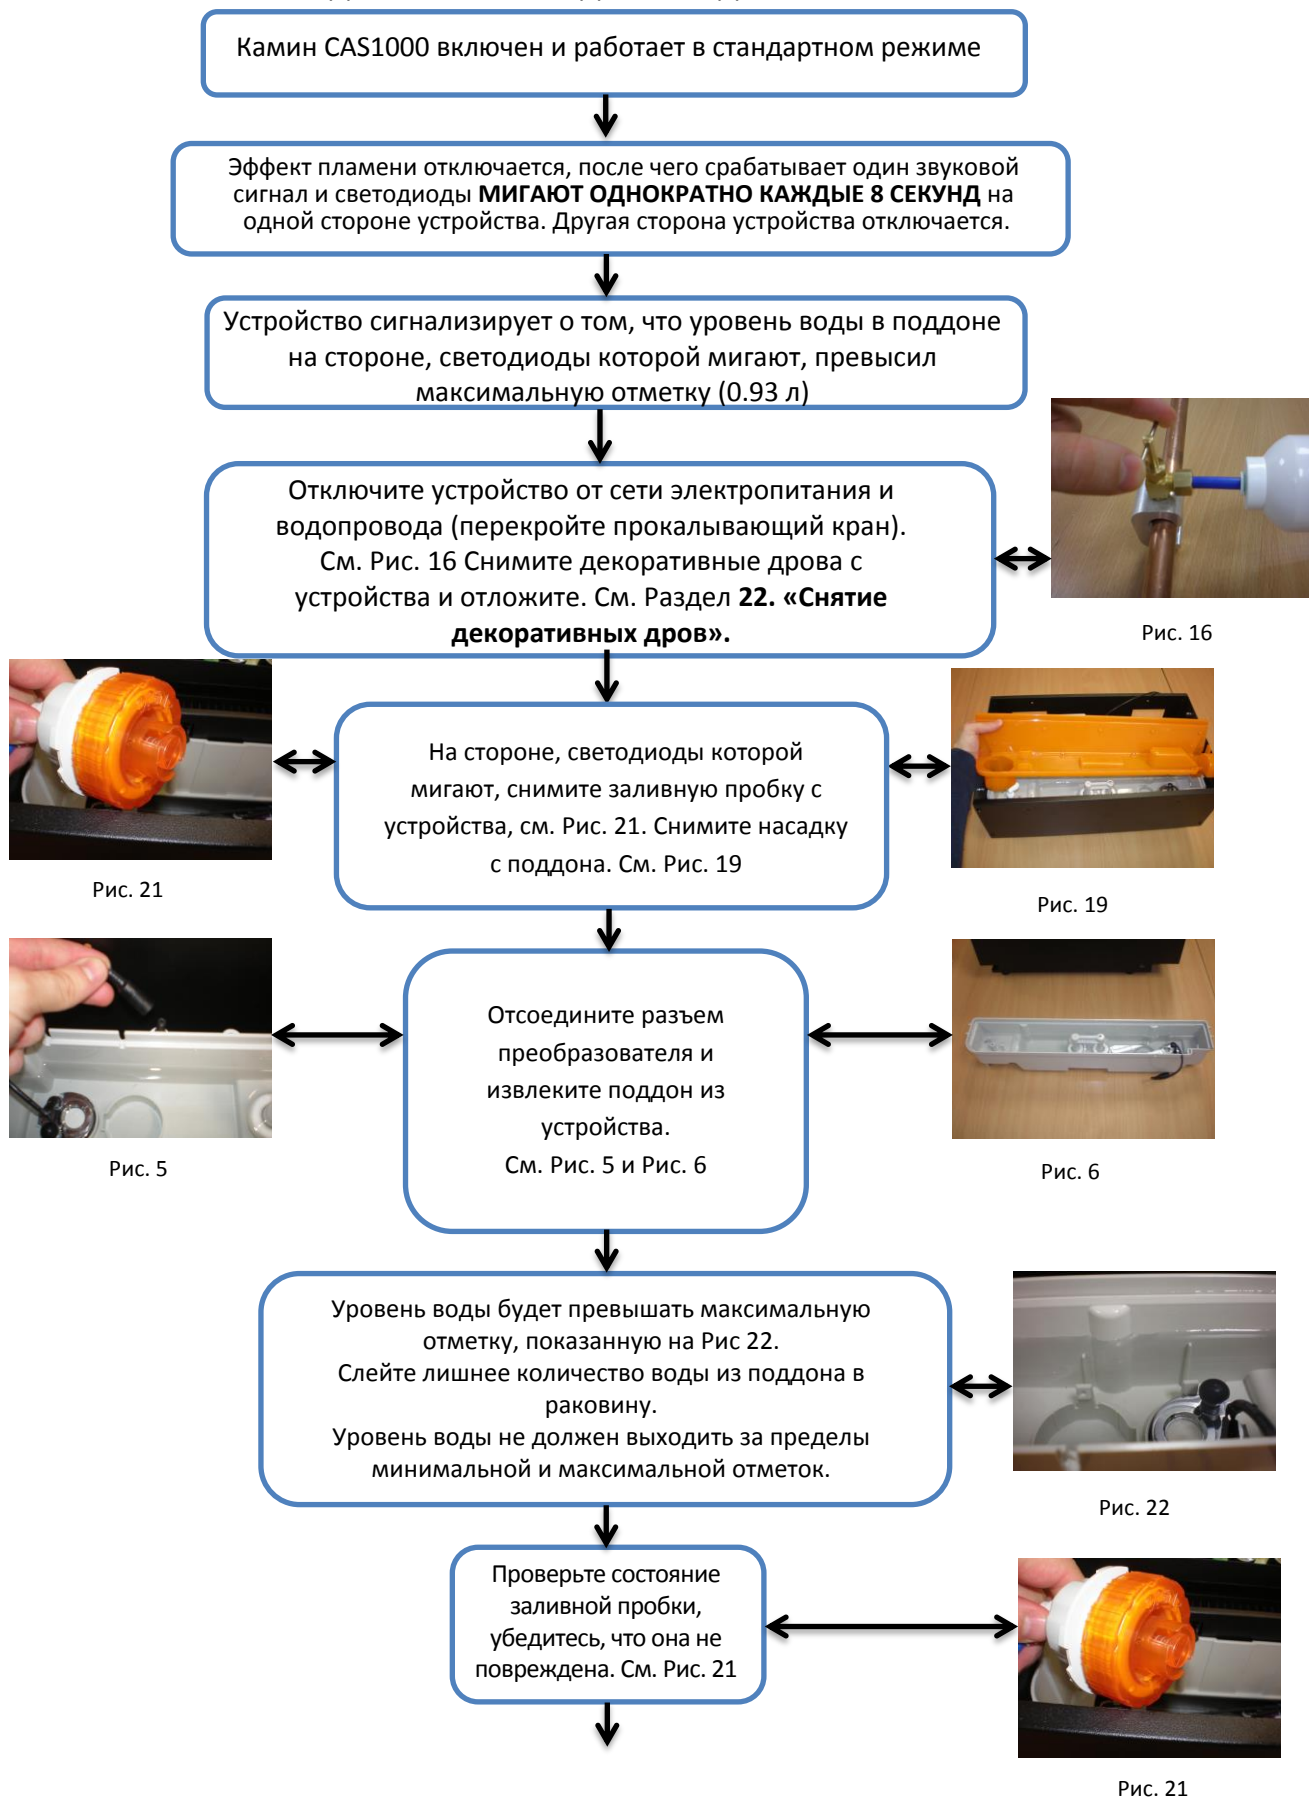 Камин CAS1000 включен и работает в стандартном режиме
Эффект пламени отключается, после чего срабатывает один звуковой
сигнал и светодиоды МИГАЮТ ОДНОКРАТНО КАЖДЫЕ 8 СЕКУНД на
одной стороне устройства. Другая сторона устройства отключается.
Устройство сигнализирует о том, что уровень воды в поддоне
на стороне, светодиоды которой мигают, превысил
максимальную отметку (0.93 л)
Отключите устройство от сети электропитания и
водопровода (перекройте прокалывающий кран).
См. Рис. 16 Снимите декоративные дрова с
устройства и отложите. См. Раздел 22. «Снятие
декоративных дров».
Рис. 16
На стороне, светодиоды которой
мигают, снимите заливную пробку с
устройства, см. Рис. 21. Снимите насадку
с поддона. См. Рис. 19
Рис. 21
Рис. 19
Отсоедините разъем
преобразователя и
извлеките поддон из
устройства.
См. Рис. 5 и Рис. 6
Рис. 5
Рис. 6
Уровень воды будет превышать максимальную
отметку, показанную на Рис 22.
Слейте лишнее количество воды из поддона в
раковину.
Уровень воды не должен выходить за пределы
минимальной и максимальной отметок.
Рис. 22
Проверьте состояние
заливной пробки,
убедитесь, что она не
повреждена. См. Рис. 21
Рис. 21